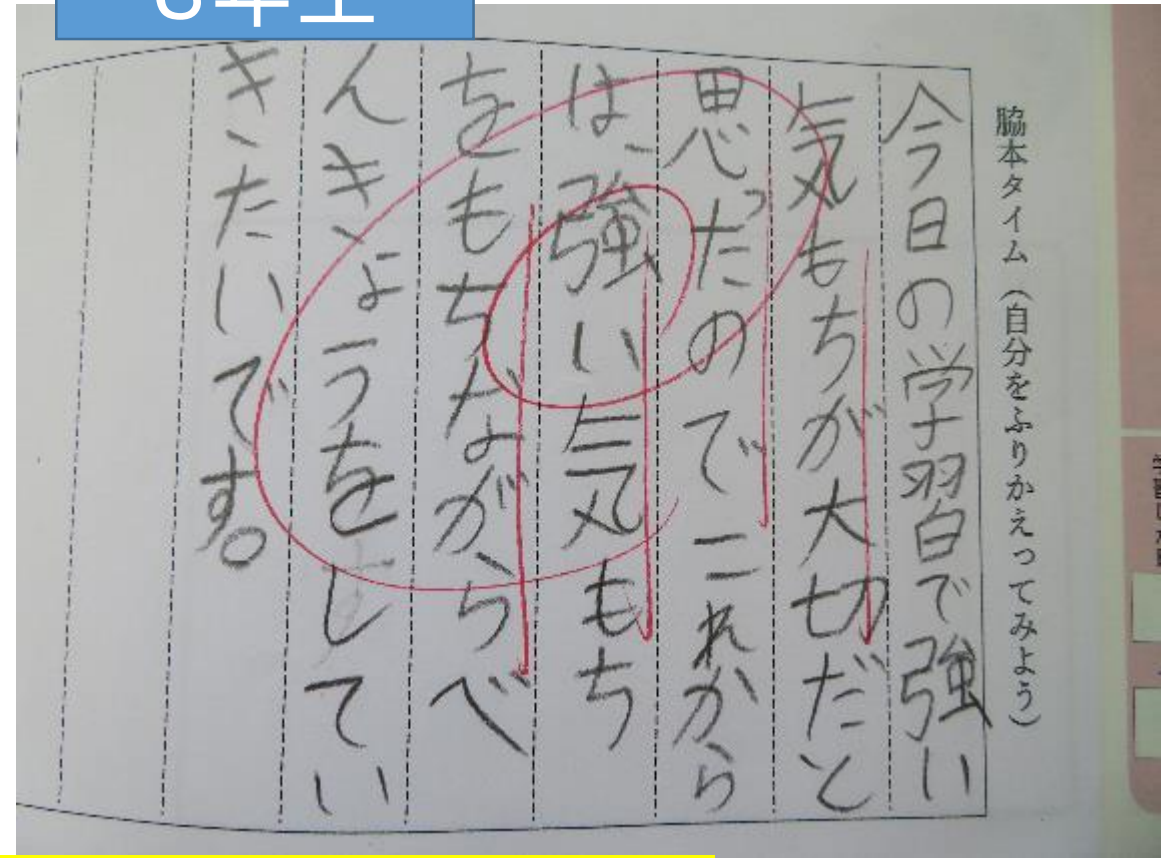 脇本タイム（自分をふりかえってみよう）
今日の学習で強い
気もちが大切だと
思ったのでこれから
は、強い気もち
をもちながらべ
んきょうをしてい
きたいです。